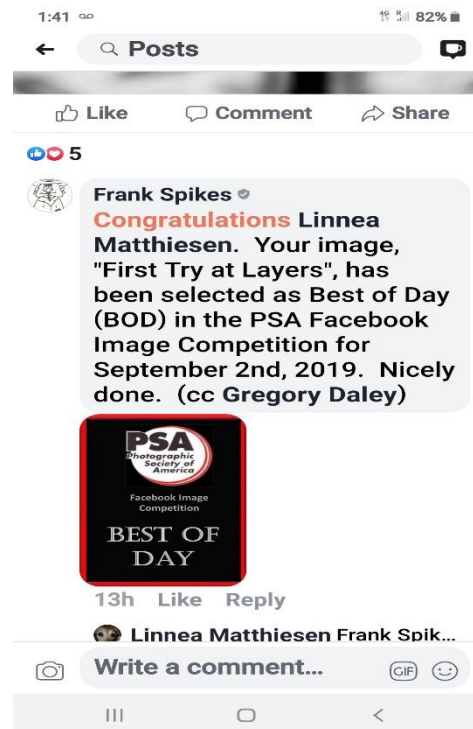 1:41
4G R 82%
Posts
Like Comment Share
5
Frank Spikes
Congratulations Linnea
Matthiesen. Your image,
"First Try at Layers", has
been selected as Best of Day
(BOD) in the PSA Facebook
Image Competition for
September 2nd, 2019. Nicely
done. (cc Gregory Daley)
PSA
Photographic
Society of
America
Facebook Image
Competition
BEST OF
DAY
13h Like Reply
Linnea Matthiesen Frank Spik...
Write a comment... GIF